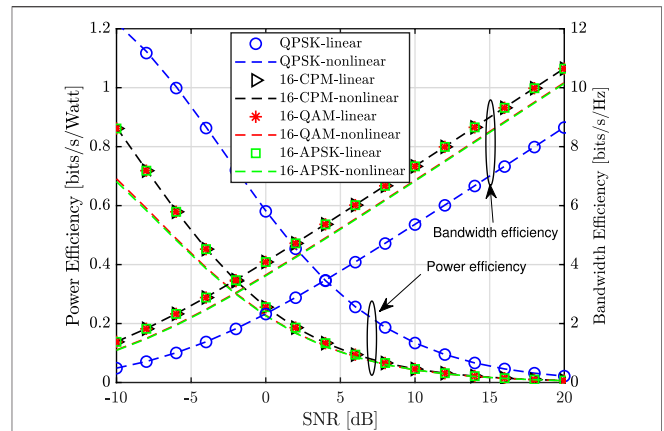 1.2
1
0.8
0.6
0.4
0.2
0
Power Efficiency [bits/s/Watt]
QPSK-linear
QPSK-nonlinear
16-CPM-linear
16-CPM-nonlinear
16-QAM-linear
16-QAM-nonlinear
16-APSK-linear
16-APSK-nonlinear
Bandwidth efficiency
Power efficiency
12
10
8
6
4
2
0
Bandwidth Efficiency [bits/s/Hz]
-10
-5
0
5
10
15
20
SNR [dB]